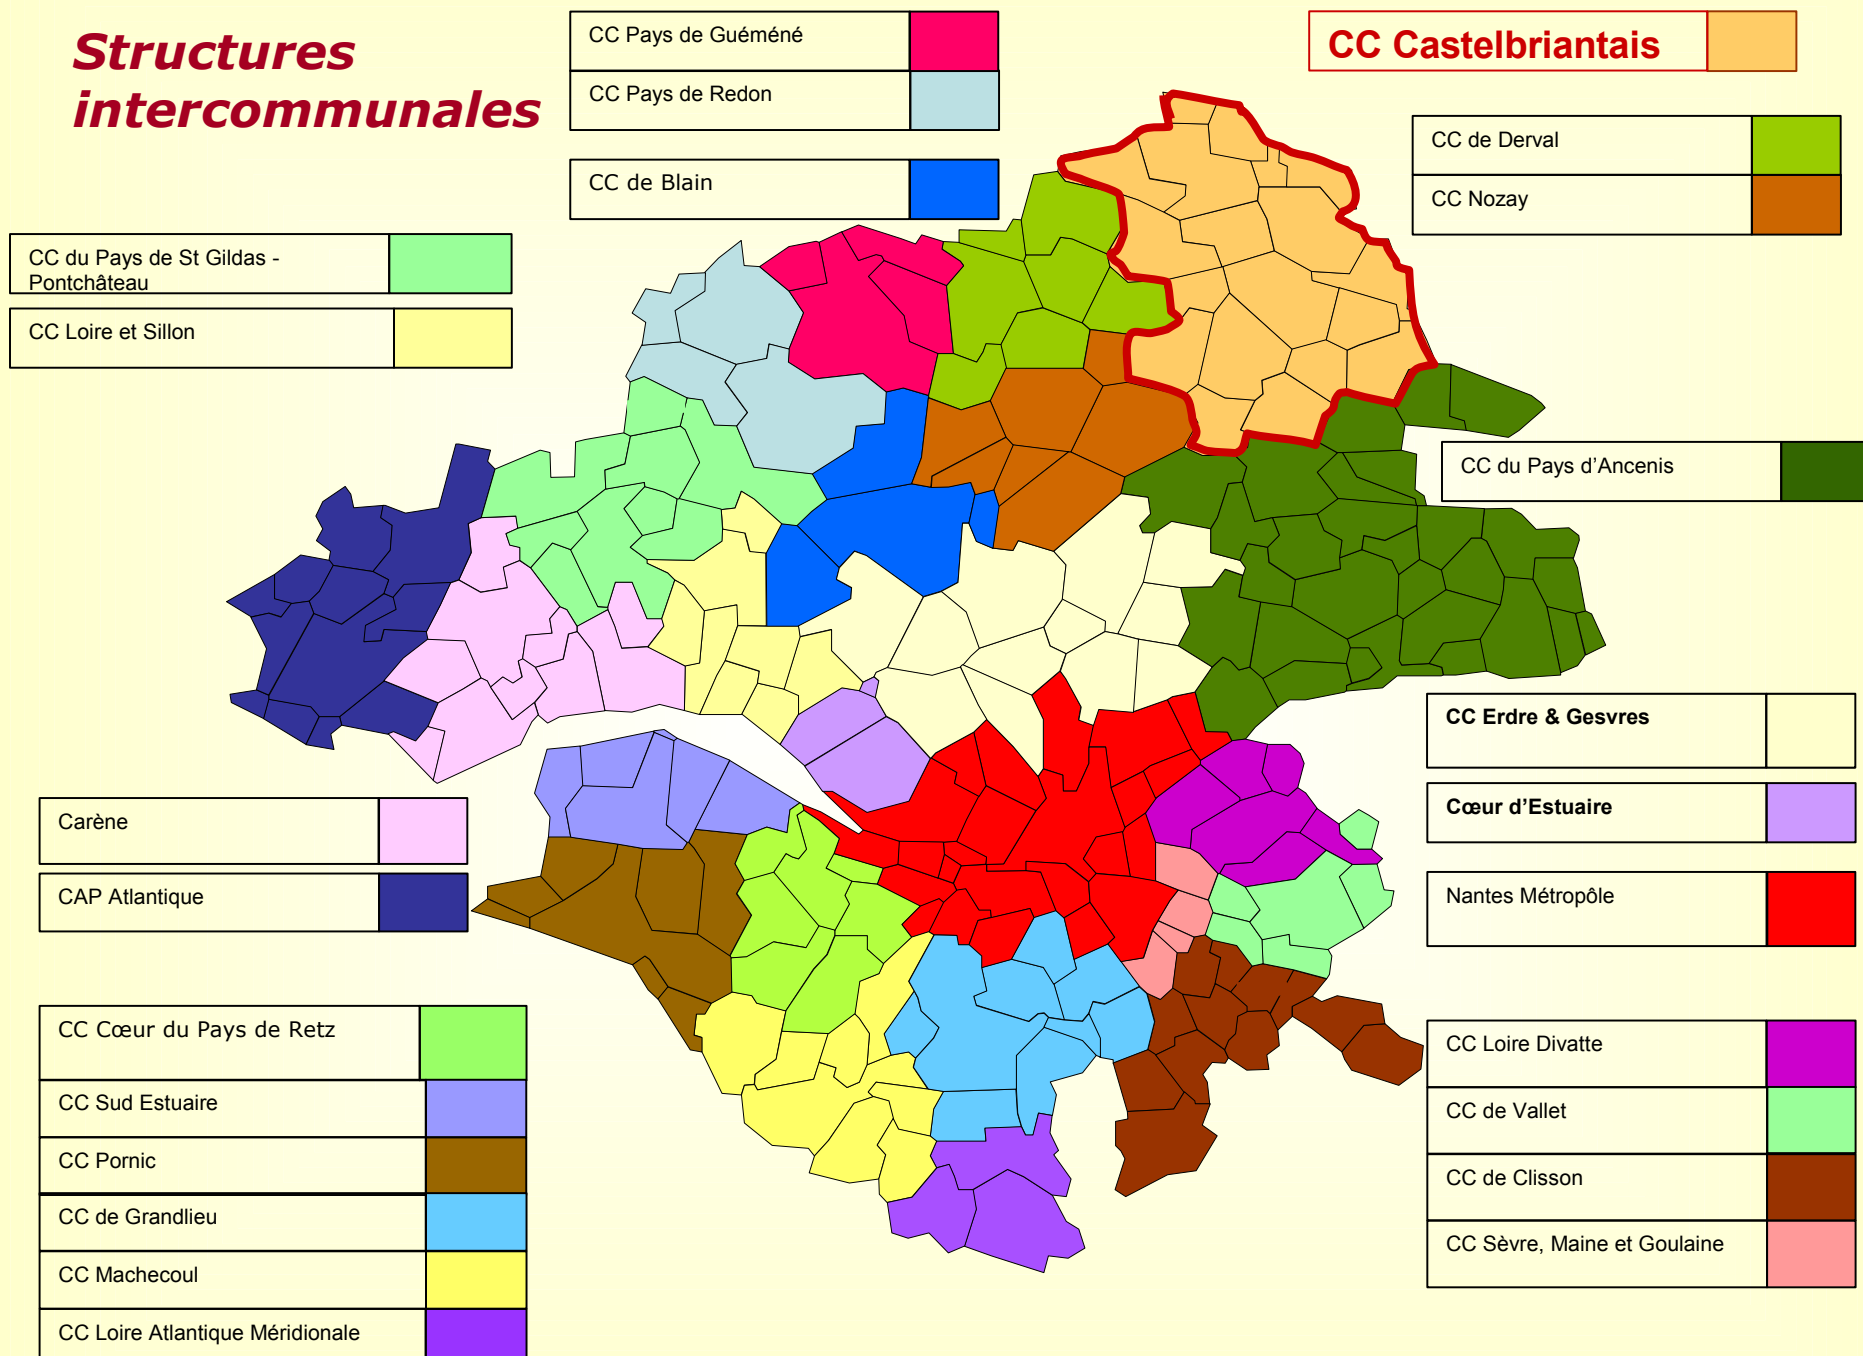 Structures
intercommunales
CC Pays de Guéméné
CC Pays de Redon
CC de Blain
CC Castelbriantais
CC de Derval
CC Nozay
CC du Pays de St Gildas -
Pontchâteau
CC Loire et Sillon
CC du Pays d’Ancenis
CC Erdre & Gesvres
Cœur d’Estuaire
Nantes Métropôle
Carène
CAP Atlantique
CC Cœur du Pays de Retz
CC Sud Estuaire
CC Pornic
CC de Grandlieu
CC Machecoul
CC Loire Atlantique Méridionale
CC Loire Divatte
CC de Vallet
CC de Clisson
CC Sèvre, Maine et Goulaine